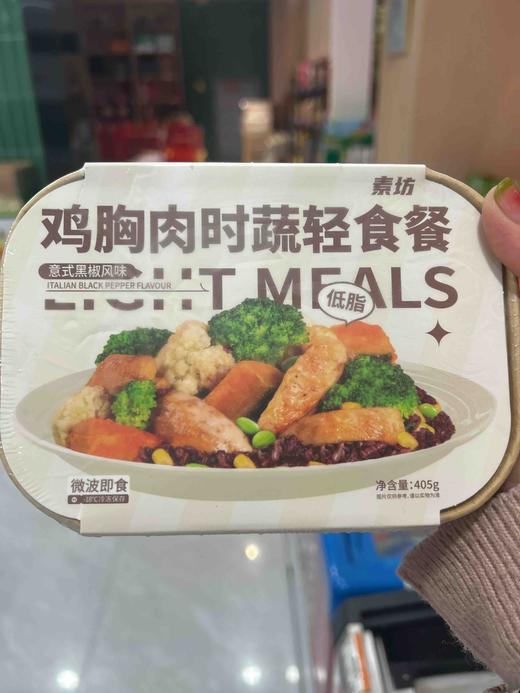 素坊
鸡胸肉时蔬轻食餐
意式黑椒风味
ITALIAN BLACK PEPPER FLAVOUR
LIGHT MEALS
低脂
微波即食
-18℃冷冻保存
净含量:405g
图片仅供参考,请以实物为准